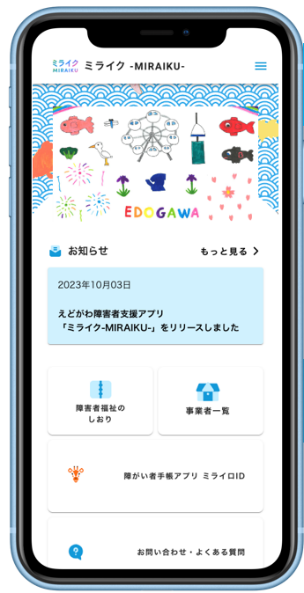 ミライク
MIRAIKU
ミライク -MIRAIKU-
EDOGAWA
お知らせ
もっと見る
2023年10月03日
えどがわ障害者支援アプリ
「ミライク-MIRAIKU-」をリリースしました
障害者福祉の
しおり
事業者一覧
障がい者手帳アプリ ミライロID
お問い合わせ・よくある質問